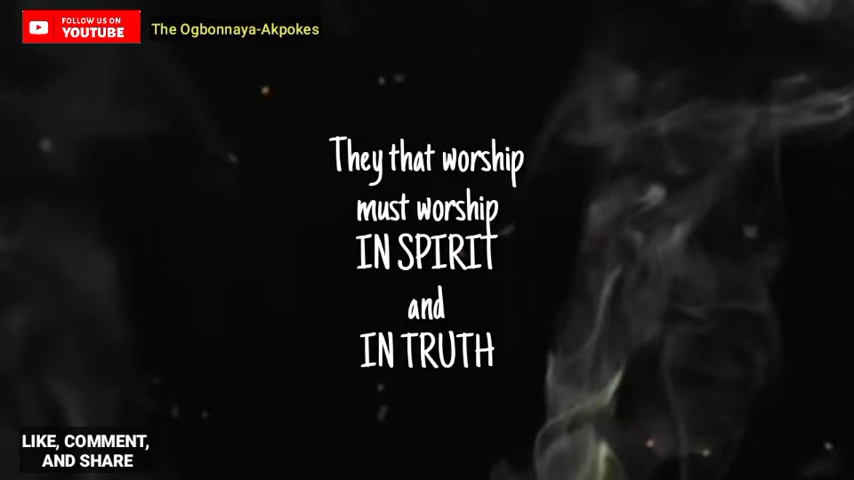 FOLLOW US ON
YOUTUBE
The Ogbonnaya-Akpokes
They that worship
must worship
IN SPIRIT
and
IN TRUTH
LIKE, COMMENT,
AND SHARE